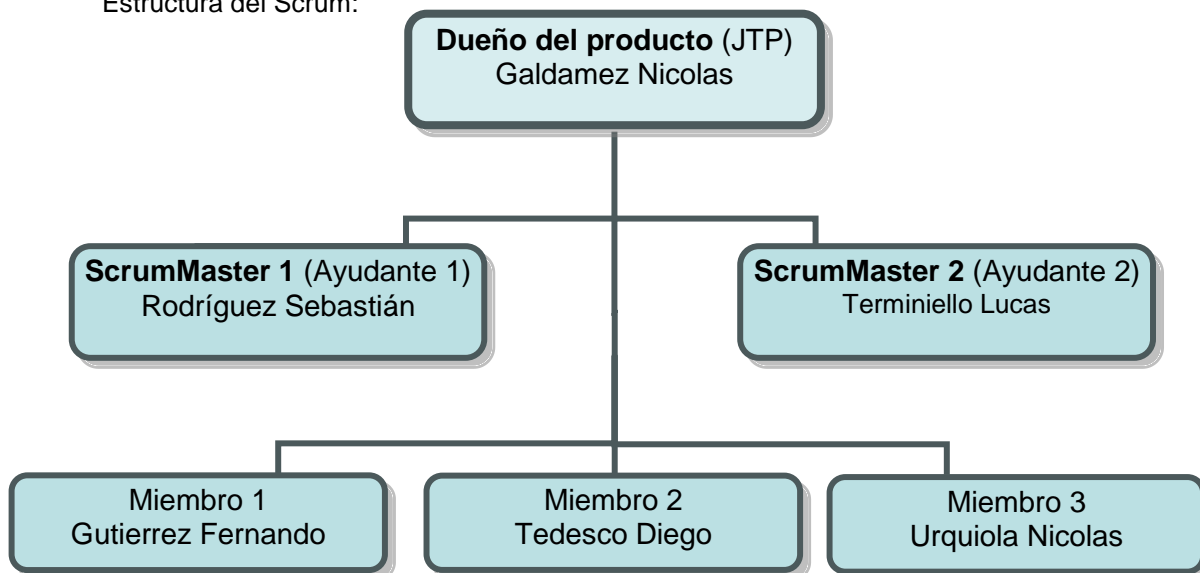 Estructura del Scrum:
Dueño del producto (JTP)
Galdamez Nicolas
ScrumMaster 1 (Ayudante 1)
Rodríguez Sebastián
ScrumMaster 2 (Ayudante 2)
Terminiello Lucas
Miembro 1
Gutierrez Fernando
Miembro 2
Tedesco Diego
Miembro 3
Urquiola Nicolas